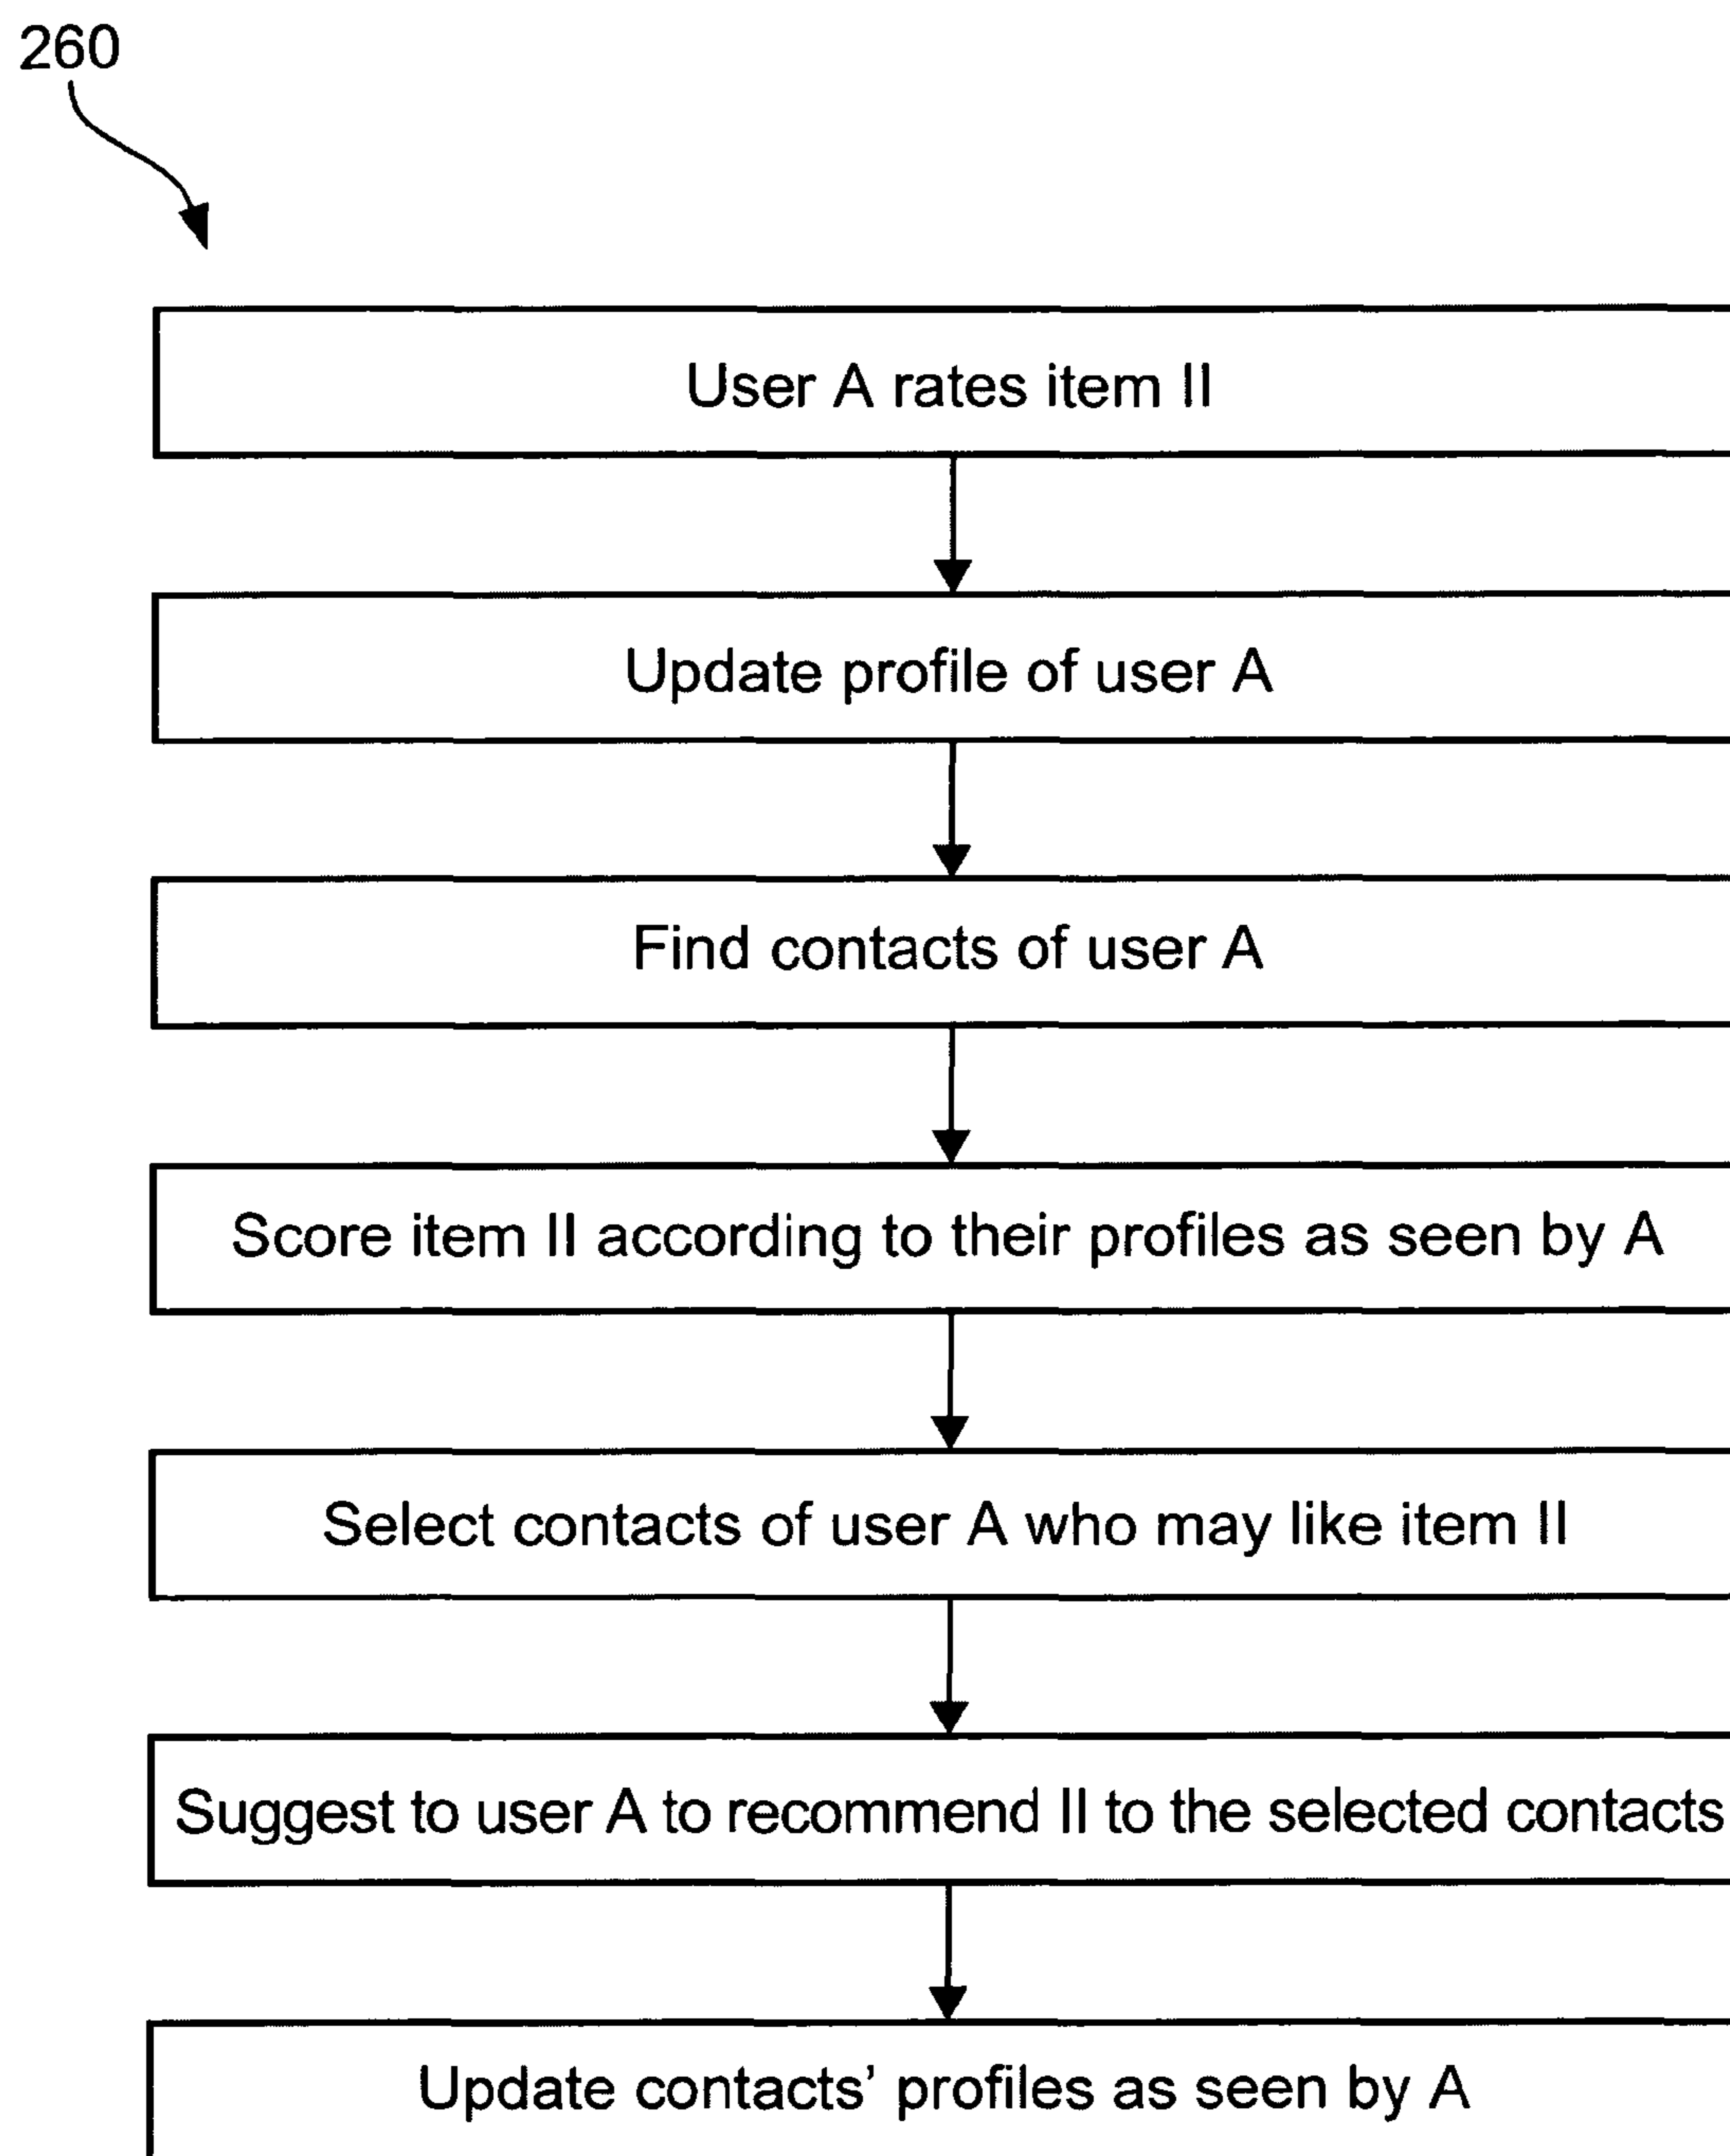 260
User A rates item II
Update profile of user A
Find contacts of user A
Score item II according to their profiles as seen by A
Select contacts of user A who may like item II
Suggest to user A to recommend II to the selected contacts
Update contacts’ profiles as seen by A